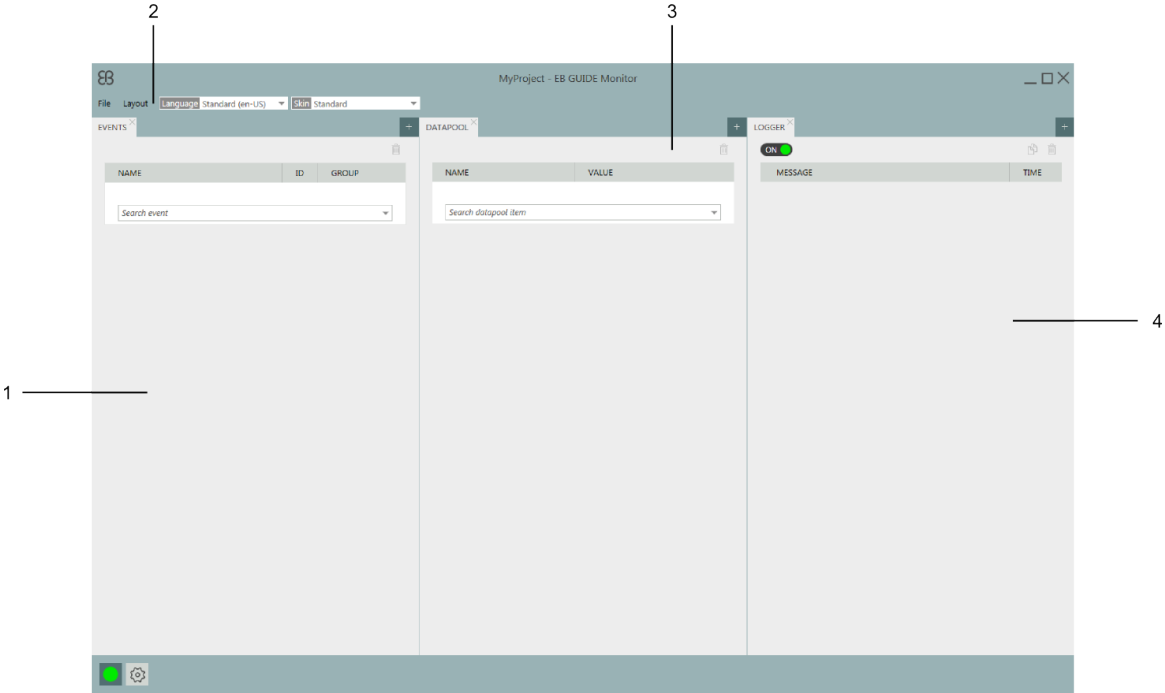 2 3
EB MyProject - EB GUIDE Monitor
File Layout Language Standard (en-US) Skin Standard
EVENTS + DATAPOOL + LOGGER +
ON
NAME ID GROUP NAME VALUE MESSAGE TIME
Search event Search datapool item
4
1